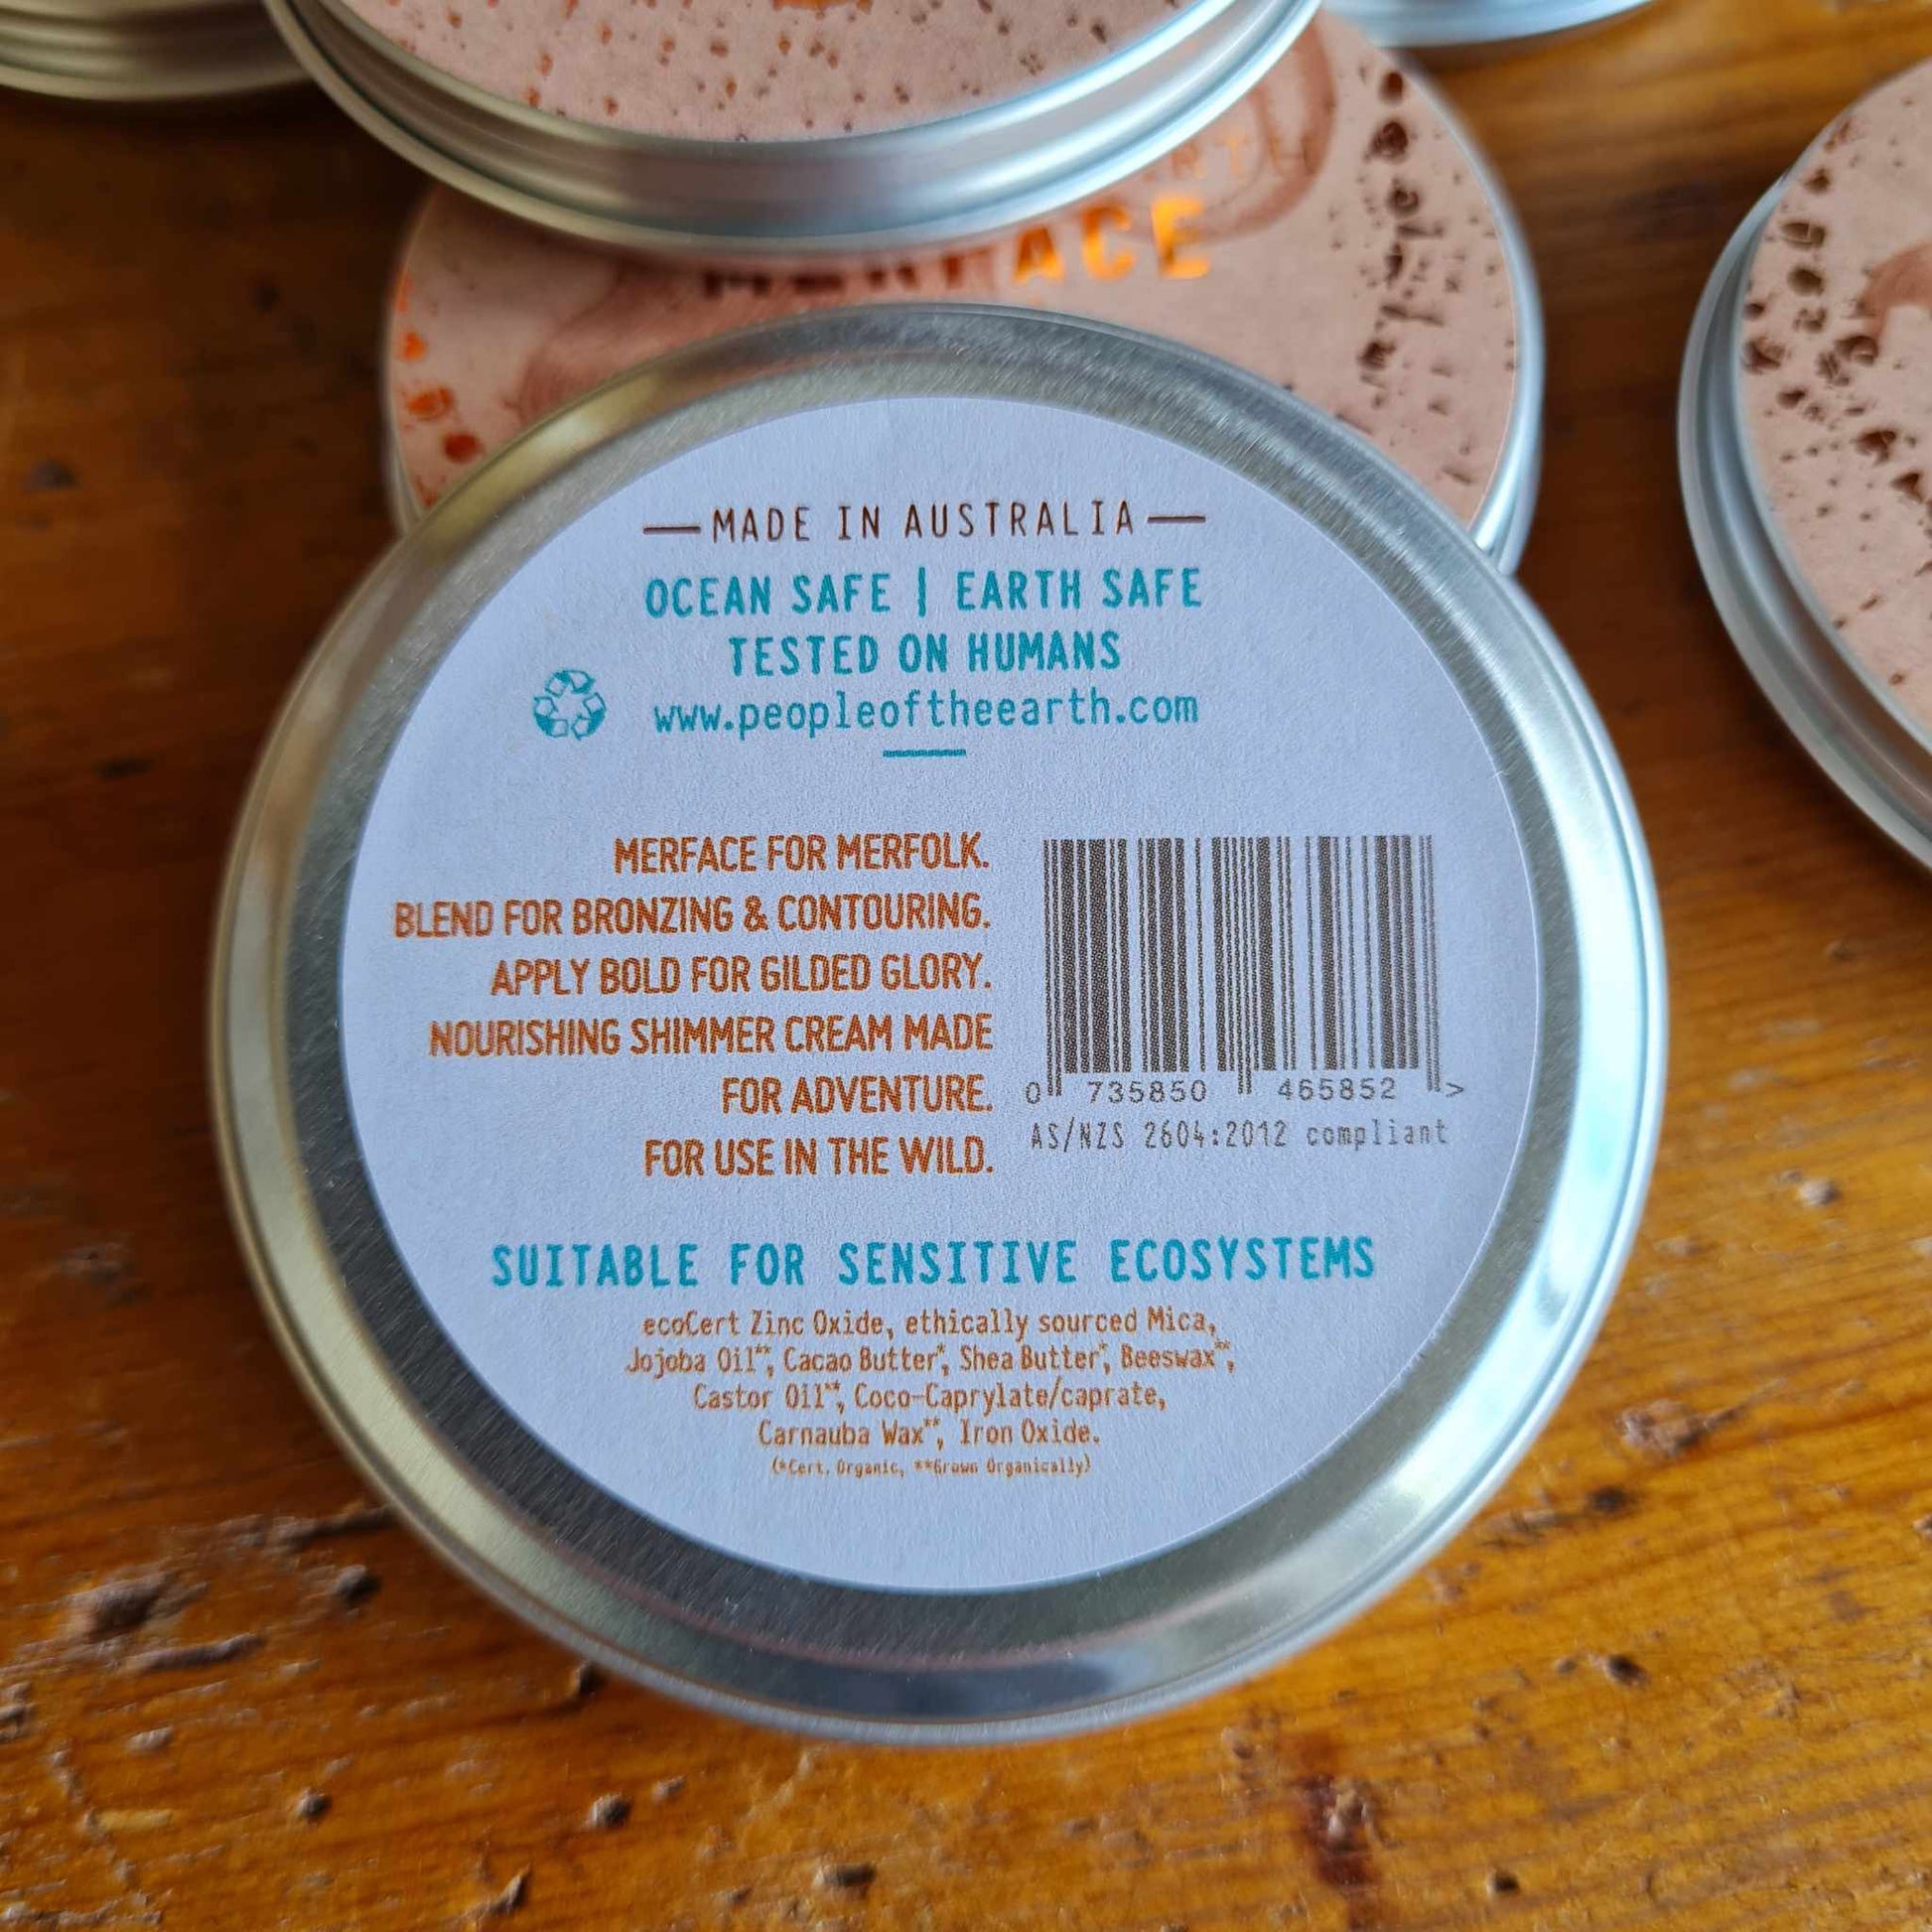 RTH
MERFACE
MADE IN AUSTRALIA
OCEAN SAFE | EARTH SAFE
TESTED ON HUMANS
www.peopleoftheearth.com
MERFACE FOR MERFOLK.
BLEND FOR BRONZING & CONTOURING.
APPLY BOLD FOR GILDED GLORY.
NOURISHING SHIMMER CREAM MADE
FOR ADVENTURE.
FOR USE IN THE WILD.
0 735850 465852 >
AS/NZS 2604:2012 compliant
SUITABLE FOR SENSITIVE ECOSYSTEMS
ecoCert Zinc Oxide, ethically sourced Mica,
Jojoba Oil**, Cacao Butter*, Shea Butter*, Beeswax**,
Castor Oil**, Coco-Caprylate/caprate,
Carnauba Wax**, Iron Oxide.
(*Cert. Organic, **Grown Organically)